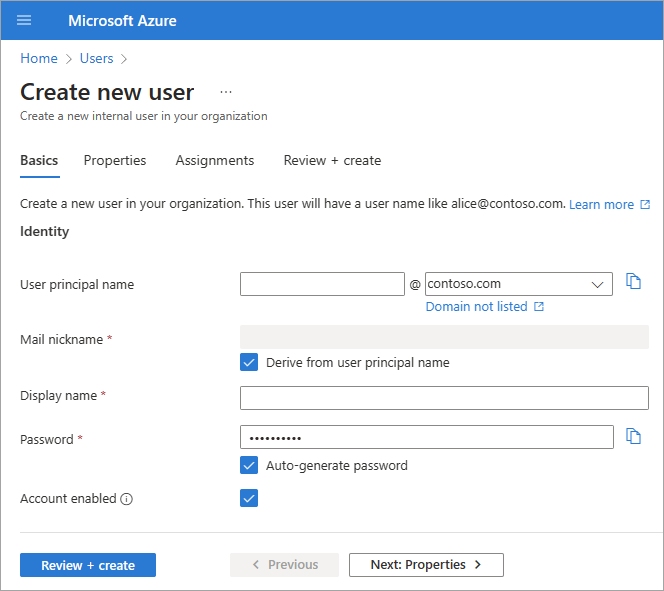 Microsoft Azure
Home > Users >
Create new user ...
Create a new internal user in your organization
Basics Properties Assignments Review + create
Create a new user in your organization. This user will have a user name like alice@contoso.com. Learn more
Identity
User principal name @ contoso.com
Domain not listed
Mail nickname *
Derive from user principal name
Display name *
Password * ••••••••••
Auto-generate password
Account enabled
Review + create < Previous Next: Properties >